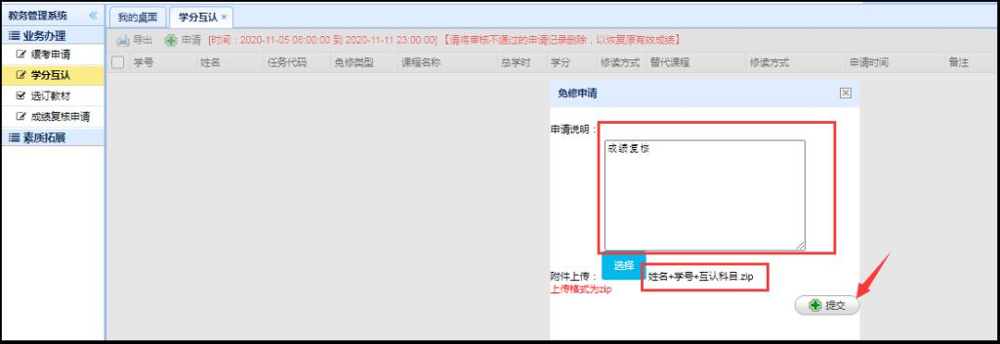 教务管理系统
业务办理
缓考申请
学分互认
选订教材
成绩复核申请
素质拓展
我的桌面 学分互认 ×
导出 申请 [时间：2020-11-05 08:00:00 到 2020-11-11 23:00:00]【请将审核不通过的申请记录删除，以恢复原有效成绩】
学号 姓名 任务代码 免修类型 课程名称 总学时 学分 修读方式 替代课程 修读方式 申请时间 备注
免修申请
申请说明：
成绩复核
选择
附件上传： 姓名+学号+互认科目.zip
上传格式为zip
提交